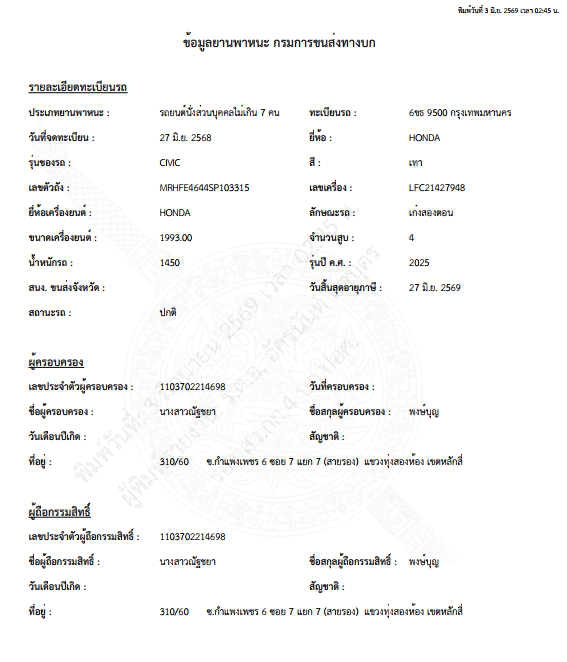 พิมพ์วันที่ 3 มิ.ย. 2569 เวลา 02:45 น.
ข้อมูลยานพาหนะ กรมการขนส่งทางบก
รายละเอียดทะเบียนรถ
ประเภทยานพาหนะ : รถยนต์นั่งส่วนบุคคลไม่เกิน 7 คน ทะเบียนรถ : 6ขธ 9500 กรุงเทพมหานคร
วันที่จดทะเบียน : 27 มิ.ย. 2568 ยี่ห้อ : HONDA
รุ่นของรถ : CIVIC สี : เทา
เลขตัวถัง : MRHFE4644SP103315 เลขเครื่อง : LFC21427948
ยี่ห้อเครื่องยนต์ : HONDA ลักษณะรถ : เก๋งสองตอน
ขนาดเครื่องยนต์ : 1993.00 จำนวนสูบ : 4
น้ำหนักรถ : 1450 รุ่นปี ค.ศ. : 2025
สนง. ขนส่งจังหวัด : วันสิ้นสุดอายุภาษี : 27 มิ.ย. 2569
สถานะรถ : ปกติ
ผู้ครอบครอง
เลขประจำตัวผู้ครอบครอง : 1103702214698 วันที่ครอบครอง :
ชื่อผู้ครอบครอง : นางสาวณัฐชยา ชื่อสกุลผู้ครอบครอง : พงษ์บุญ
วันเดือนปีเกิด : สัญชาติ :
ที่อยู่ : 310/60 ซ.กำแพงเพชร 6 ซอย 7 แยก 7 (สายรอง) แขวงทุ่งสองห้อง เขตหลักสี่
ผู้ถือกรรมสิทธิ์
เลขประจำตัวผู้ถือกรรมสิทธิ์ : 1103702214698
ชื่อผู้ถือกรรมสิทธิ์ : นางสาวณัฐชยา ชื่อสกุลผู้ถือกรรมสิทธิ์ : พงษ์บุญ
วันเดือนปีเกิด : สัญชาติ :
ที่อยู่ : 310/60 ซ.กำแพงเพชร 6 ซอย 7 แยก 7 (สายรอง) แขวงทุ่งสองห้อง เขตหลักสี่
พิมพ์วันที่: 3 มิถุนายน 2569 เวลา 02:45